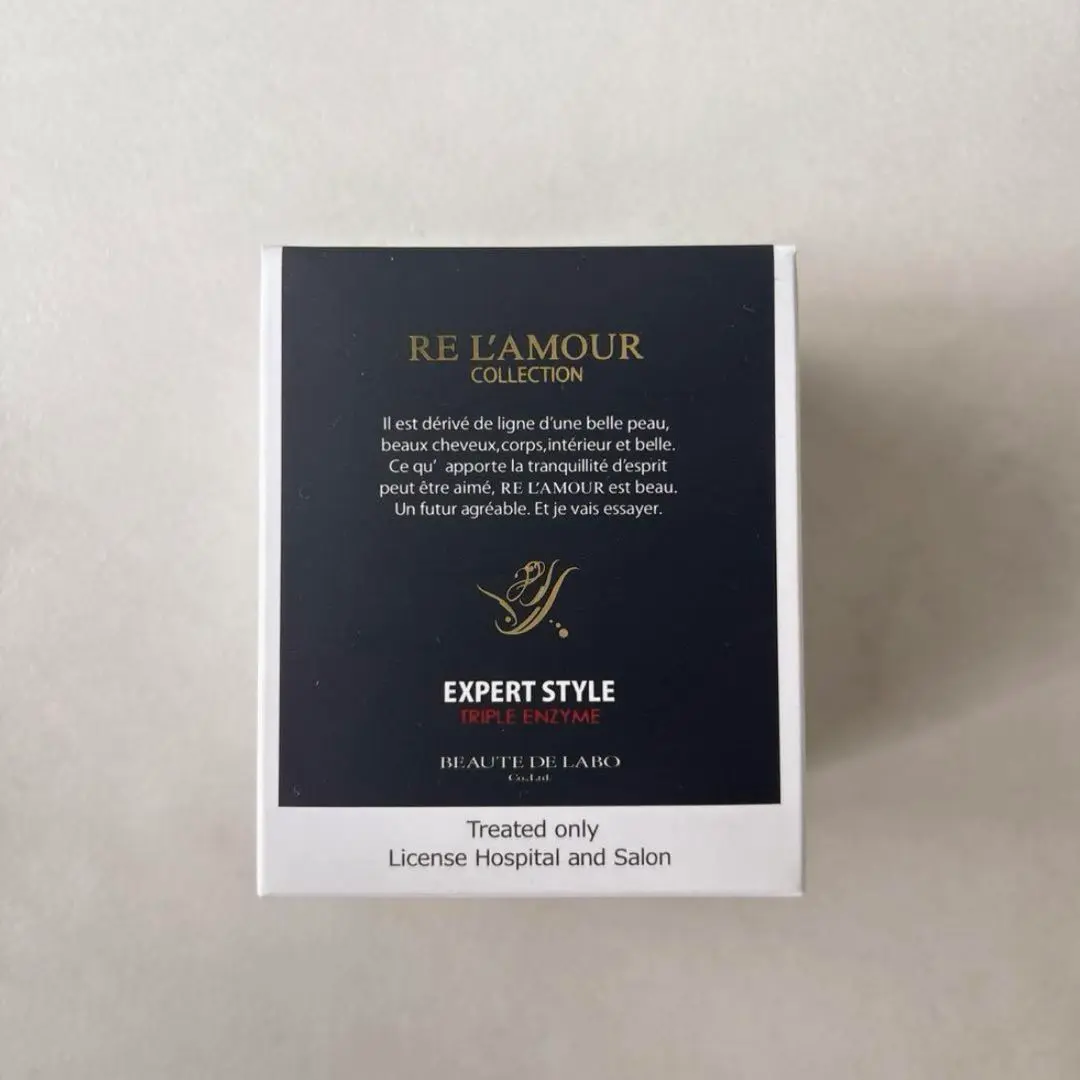 RE L'AMOUR
COLLECTION
Il est dérivé de ligne d'une belle peau,
beaux cheveux,corps,intérieur et belle.
Ce qu' apporte la tranquillité d'esprit
peut être aimé, RE L'AMOUR est beau.
Un futur agréable. Et je vais essayer.
EXPERT STYLE
TRIPLE ENZYME
BEAUTE DE LABO
Co.,Ltd.
Treated only
License Hospital and Salon